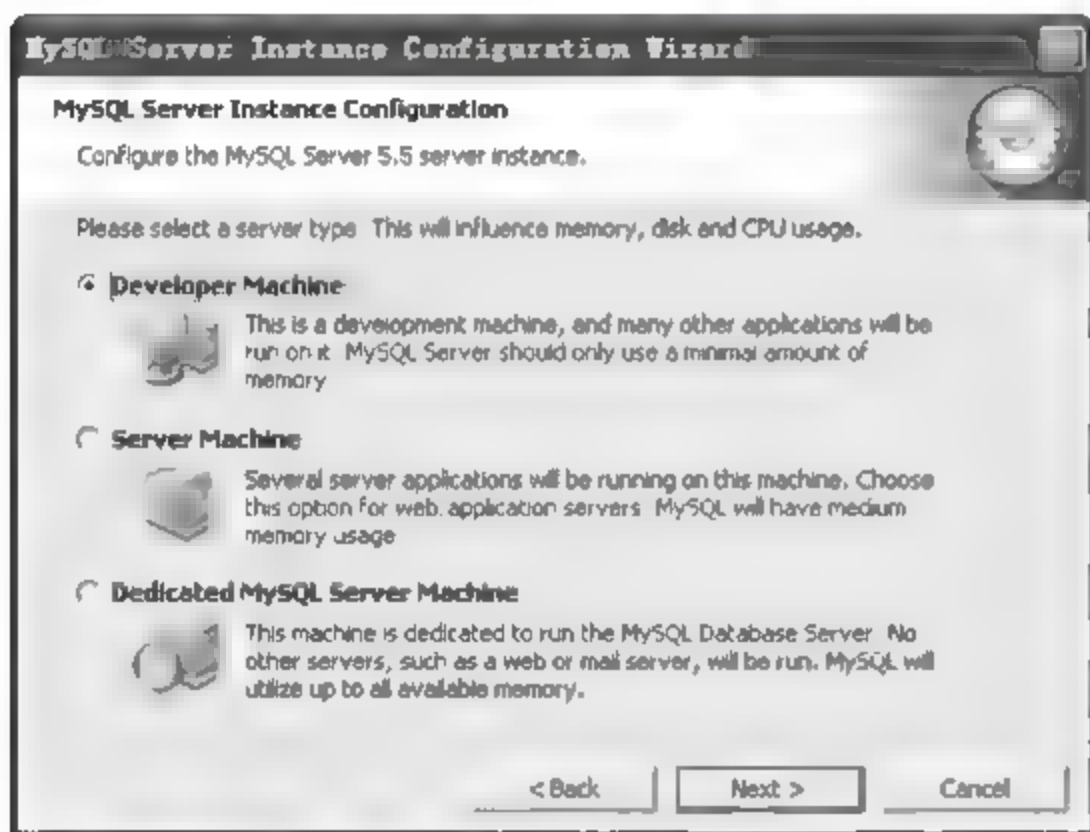 MySQL Server Instance Configuration Wizard
MySQL Server Instance Configuration
Configure the MySQL Server 5.5 server instance.
Please select a server type. This will influence memory, disk and CPU usage.
Developer Machine
This is a development machine, and many other applications will be
run on it. MySQL Server should only use a minimal amount of
memory.
Server Machine
Several server applications will be running on this machine. Choose
this option for web/application servers. MySQL will have medium
memory usage.
Dedicated MySQL Server Machine
This machine is dedicated to run the MySQL Database Server. No
other servers, such as a web or mail server, will be run. MySQL will
utilize up to all available memory.
< Back
Next >
Cancel